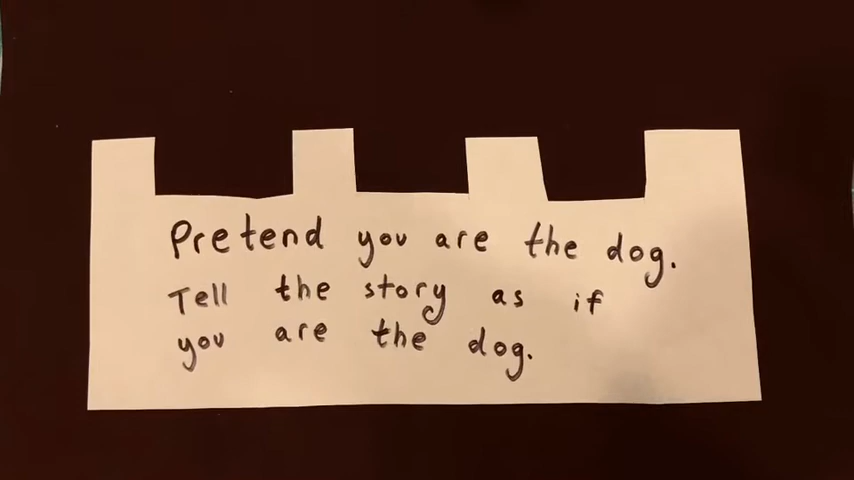 Pretend you are the dog.
Tell the story as if
you are the dog.